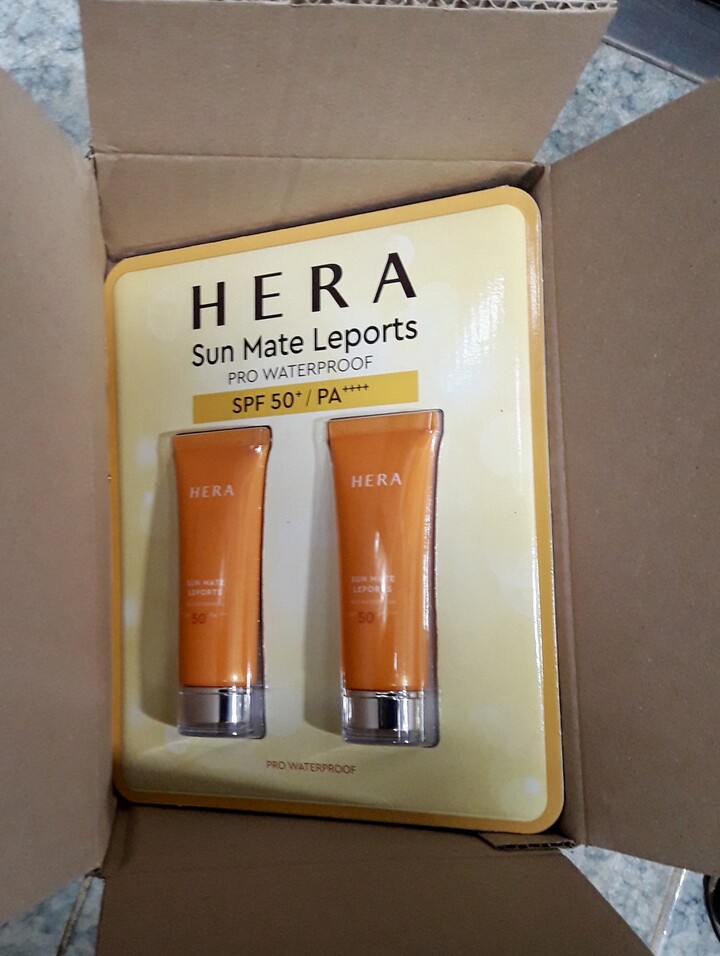 HERA
Sun Mate Leports
PRO WATERPROOF
SPF 50+ / PA++++
HERA
SUN MATE
LEPORTS
50+
HERA
SUN MATE
LEPORTS
50
PRO WATERPROOF